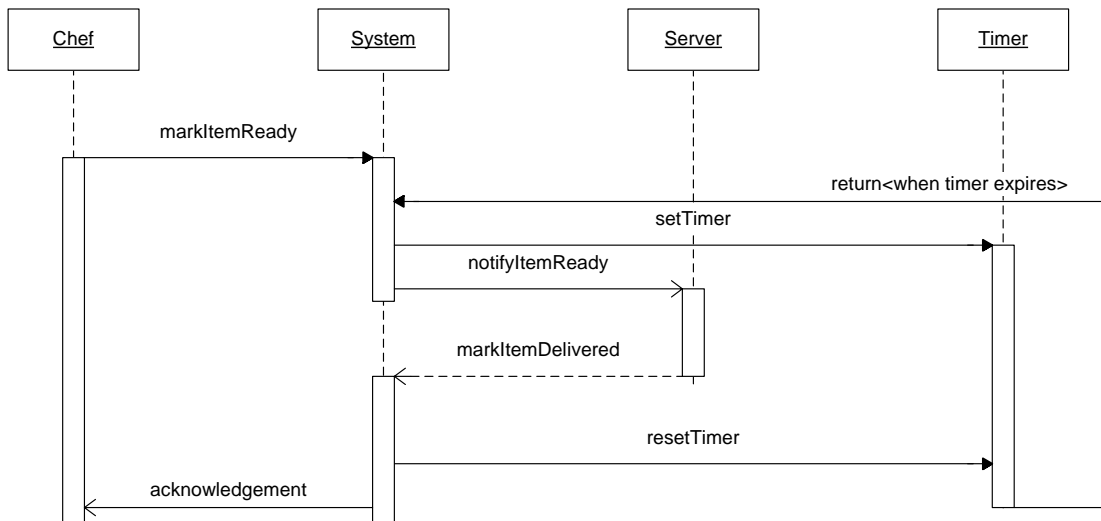 Chef
System
Server
Timer
markItemReady
return<when timer expires>
setTimer
notifyItemReady
markItemDelivered
resetTimer
acknowledgement